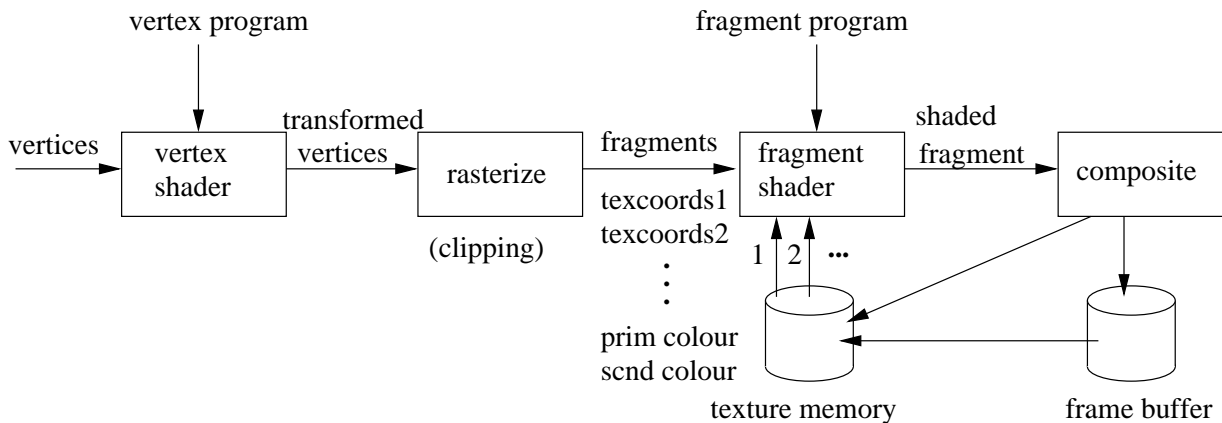 vertex program
fragment program
vertices
vertex
shader
transformed
vertices
rasterize
(clipping)
fragments
texcoords1
texcoords2
prim colour
scnd colour
fragment
shader
1
2
...
shaded
fragment
composite
texture memory
frame buffer